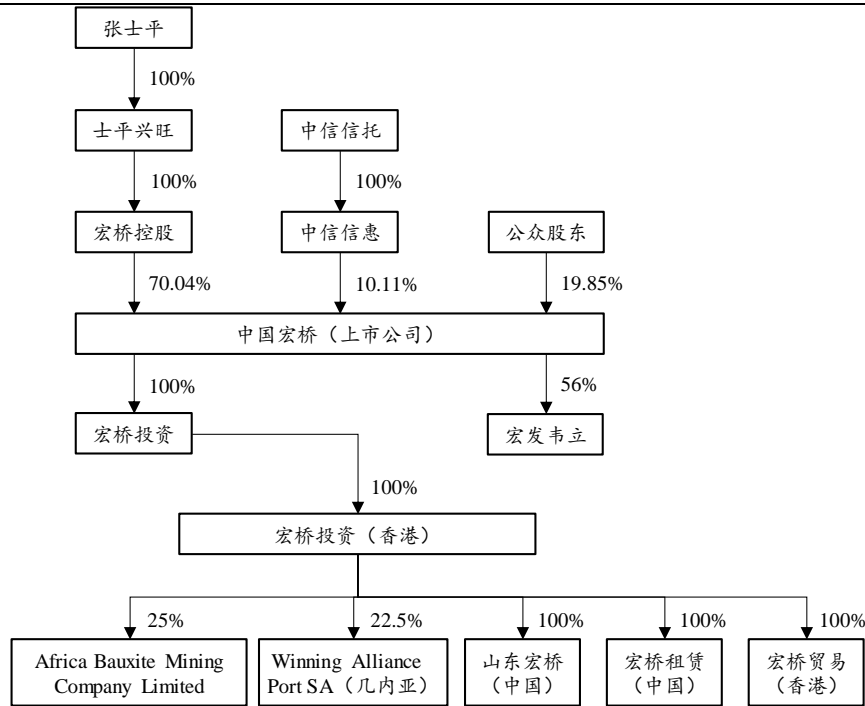 张士平
100%
士平兴旺
中信信托
100%
100%
宏桥控股
中信信惠
公众股东
70.04%
10.11%
19.85%
中国宏桥（上市公司）
100%
56%
宏桥投资
宏发韦立
100%
宏桥投资（香港）
25%
22.5%
100%
100%
100%
Africa Bauxite Mining
Company Limited
Winning Alliance
Port SA（几内亚）
山东宏桥
（中国）
宏桥租赁
（中国）
宏桥贸易
（香港）